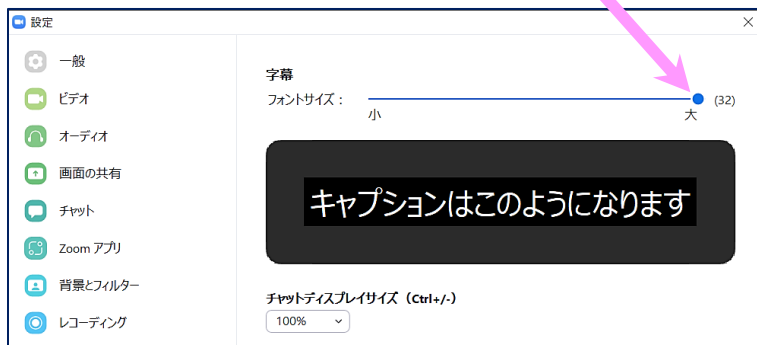 設定
一般
ビデオ
オーディオ
画面の共有
チャット
Zoom アプリ
背景とフィルター
レコーディング
字幕
フォントサイズ：
(32)
小
大
キャプションはこのようになります
チャットディスプレイサイズ（Ctrl+/-）
100%